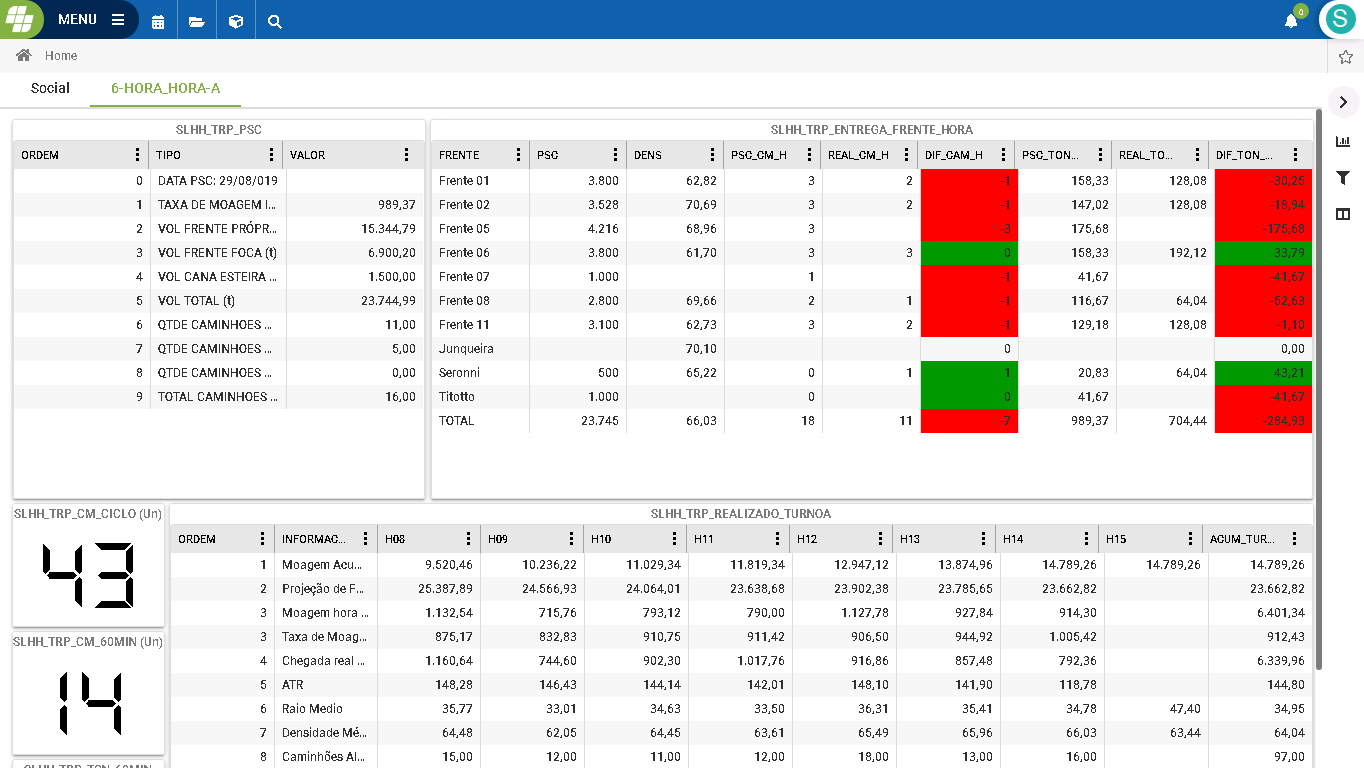 MENU
0
S
Home
Social 6-HORA_HORA-A
SLHH_TRP_PSC
ORDEM TIPO VALOR
0 DATA PSC: 29/08/019
1 TAXA DE MOAGEM I... 989,37
2 VOL FRENTE PRÓPR... 15.344,79
3 VOL FRENTE FOCA (t) 6.900,20
4 VOL CANA ESTEIRA ... 1.500,00
5 VOL TOTAL (t) 23.744,99
6 QTDE CAMINHOES ... 11,00
7 QTDE CAMINHOES ... 5,00
8 QTDE CAMINHOES ... 0,00
9 TOTAL CAMINHOES ... 16,00
SLHH_TRP_ENTREGA_FRENTE_HORA
FRENTE PSC DENS PSC_CM_H REAL_CM_H DIF_CAM_H PSC_TON... REAL_TO... DIF_TON_...
Frente 01 3.800 62,82 3 2 -1 158,33 128,08 -30,25
Frente 02 3.528 70,69 3 2 -1 147,02 128,08 -18,94
Frente 05 4.216 68,96 3 -3 175,68 -175,68
Frente 06 3.800 61,70 3 3 0 158,33 192,12 33,79
Frente 07 1.000 1 -1 41,67 -41,67
Frente 08 2.800 69,66 2 1 -1 116,67 64,04 -52,63
Frente 11 3.100 62,73 3 2 -1 129,18 128,08 -1,10
Junqueira 70,10 0 0,00
Seronni 500 65,22 0 1 1 20,83 64,04 43,21
Titotto 1.000 0 0 41,67 -41,67
TOTAL 23.745 66,03 18 11 7 989,37 704,44 284,93
SLHH_TRP_CM_CICLO (Un)
43
SLHH_TRP_CM_60MIN (Un)
14
SLHH_TRP_TON_60MIN
SLHH_TRP_REALIZADO_TURNOA
ORDEM INFORMAC... H08 H09 H10 H11 H12 H13 H14 H15 ACUM_TUR...
1 Moagem Acu... 9.520,46 10.236,22 11.029,34 11.819,34 12.947,12 13.874,96 14.789,26 14.789,26 14.789,26
2 Projeção de F... 25.387,89 24.566,93 24.064,01 23.638,68 23.902,38 23.785,65 23.662,82 23.662,82
3 Moagem hora ... 1.132,54 715,76 793,12 790,00 1.127,78 927,84 914,30 6.401,34
3 Taxa de Moag... 875,17 832,83 910,75 911,42 906,50 944,92 1.005,42 912,43
4 Chegada real ... 1.160,64 744,60 902,30 1.017,76 916,86 857,48 792,36 6.339,96
5 ATR 148,28 146,43 144,14 142,01 148,10 141,90 118,78 144,80
6 Raio Medio 35,77 33,01 34,63 33,50 36,31 35,41 34,78 47,40 34,95
7 Densidade Mé... 64,48 62,05 64,45 63,61 65,49 65,96 66,03 63,44 64,04
8 Caminhões Al... 15,00 12,00 11,00 12,00 18,00 13,00 16,00 97,00